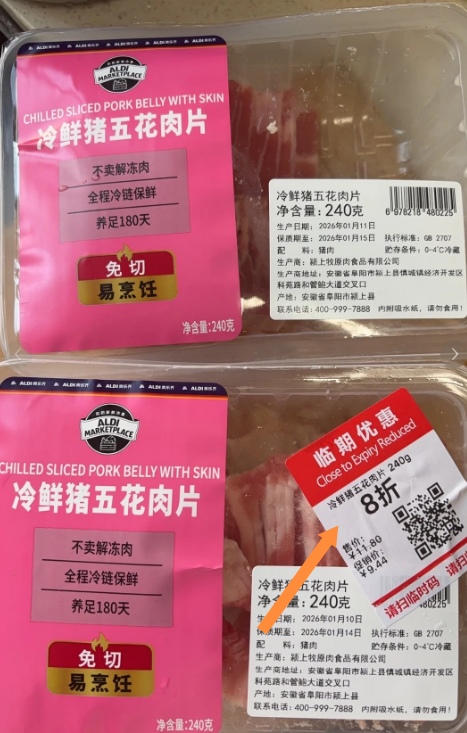 ALDI 奥乐齐
ALDI
MARKETPLACE
CHILLED SLICED PORK BELLY WITH SKIN
冷鲜猪五花肉片
不卖解冻肉
全程冷链保鲜
养足180天
免切
易烹饪
净含量:240克
冷鲜猪五花肉片
净含量:240克
生产日期: 2026年01月11日
保质期至: 2026年01月15日 执行标准: GB 2707
配 料: 猪肉 贮存条件: 0-4℃冷藏
生产商: 颍上牧原肉食品有限公司
生产商地址: 安徽省阜阳市颍上县慎城镇经济开发区
科苑路和管鲍大道交叉口
产地: 安徽省阜阳市颍上县
联系电话: 400-999-7888 内附吸水纸, 请勿食用!
6 978218 480225
ALDI 奥乐齐
ALDI
MARKETPLACE
CHILLED SLICED PORK BELLY WITH SKIN
冷鲜猪五花肉片
不卖解冻肉
全程冷链保鲜
养足180天
免切
易烹饪
净含量:240克
临期优惠
Close to Expiry Reduced
冷鲜猪五花肉片 240g
8折
售价:
¥11.80
促销价:
¥9.44
请扫临时码 请扫
冷鲜猪五花肉片
净含量:240克
生产日期: 2026年01月10日
保质期至: 2026年01月14日 执行标准: GB 2707
配 料: 猪肉 贮存条件: 0-4℃冷藏
生产商: 颍上牧原肉食品有限公司
生产商地址: 安徽省阜阳市颍上县慎城镇经济开发区
科苑路和管鲍大道交叉口
产地: 安徽省阜阳市颍上县
联系电话: 400-999-7888 内附吸水纸, 请勿食用!
80225